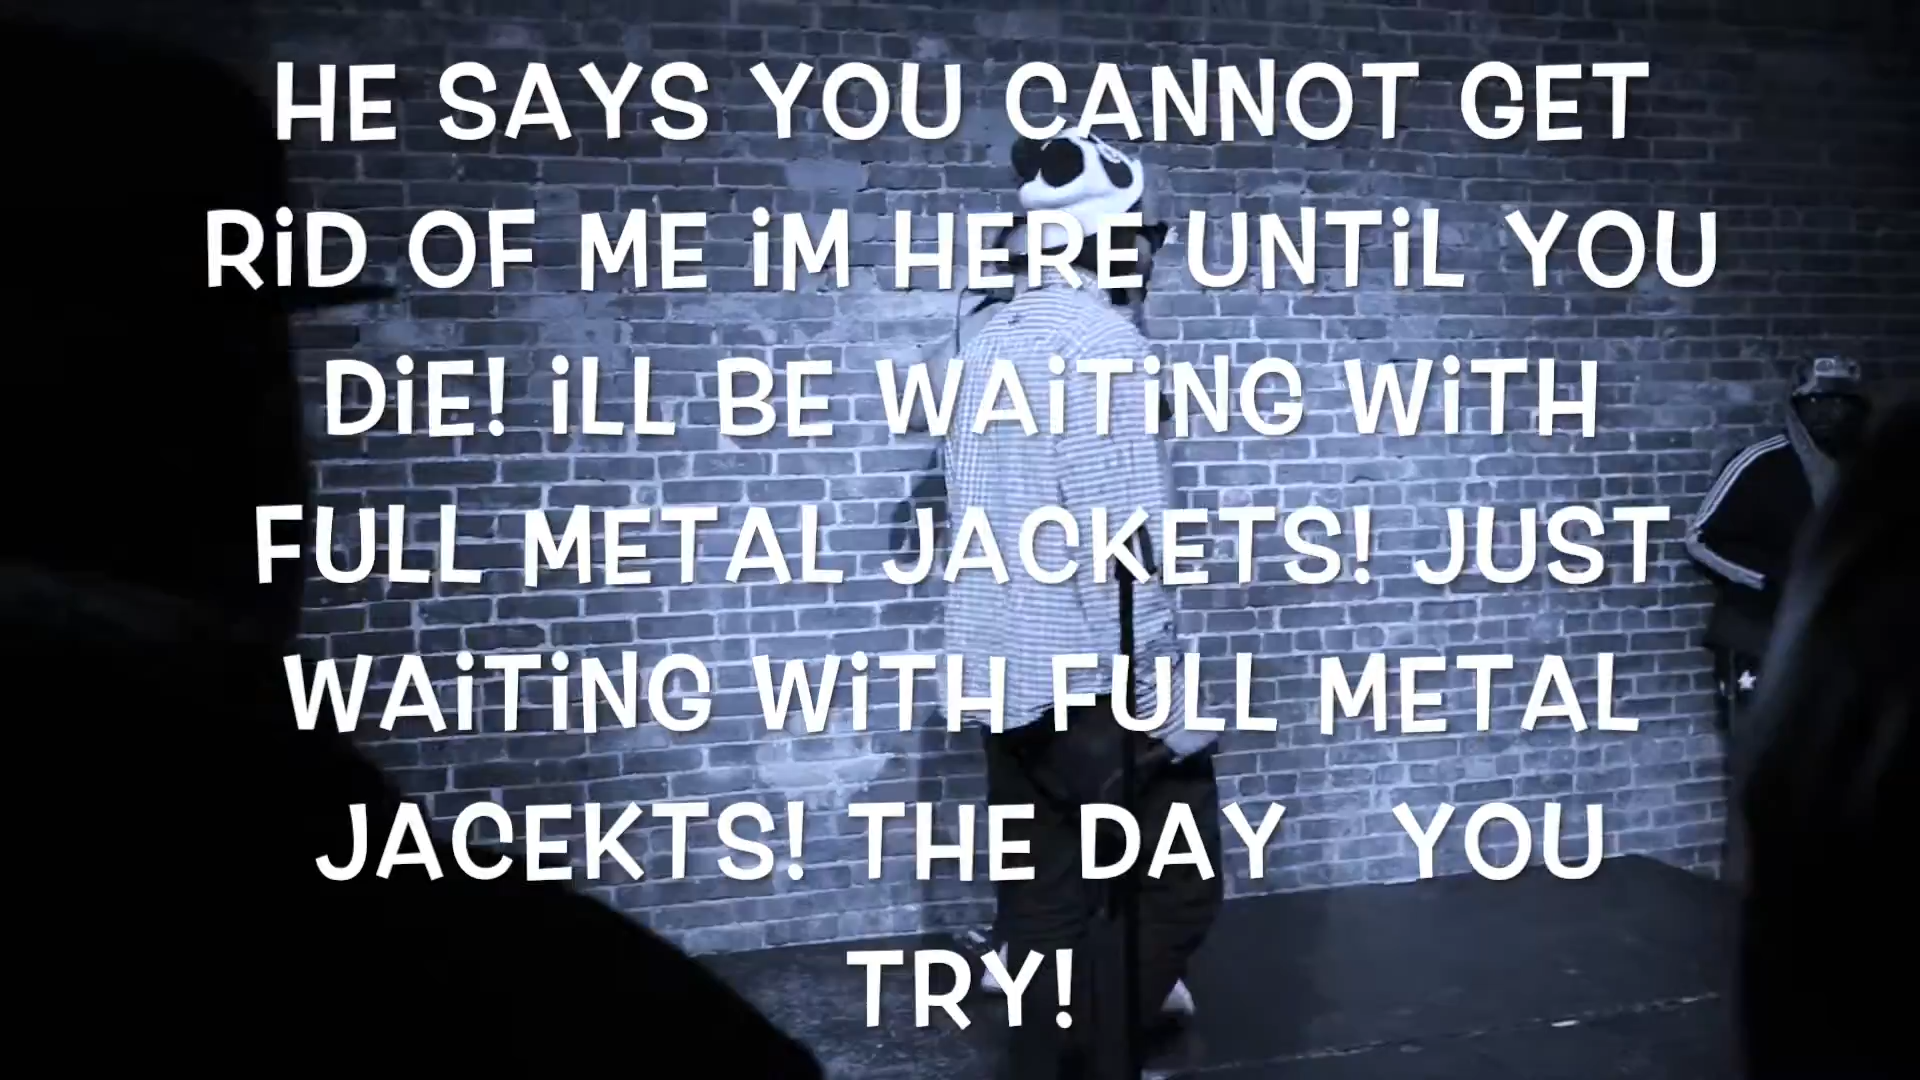 HE SAYS YOU CANNOT GET
RiD OF ME iM HERE UNTiL YOU
DiE! iLL BE WAiTiNG WiTH
FULL METAL JACKETS! JUST
WAiTiNG WiTH FULL METAL
JACEKTS! THE DAY YOU
TRY!